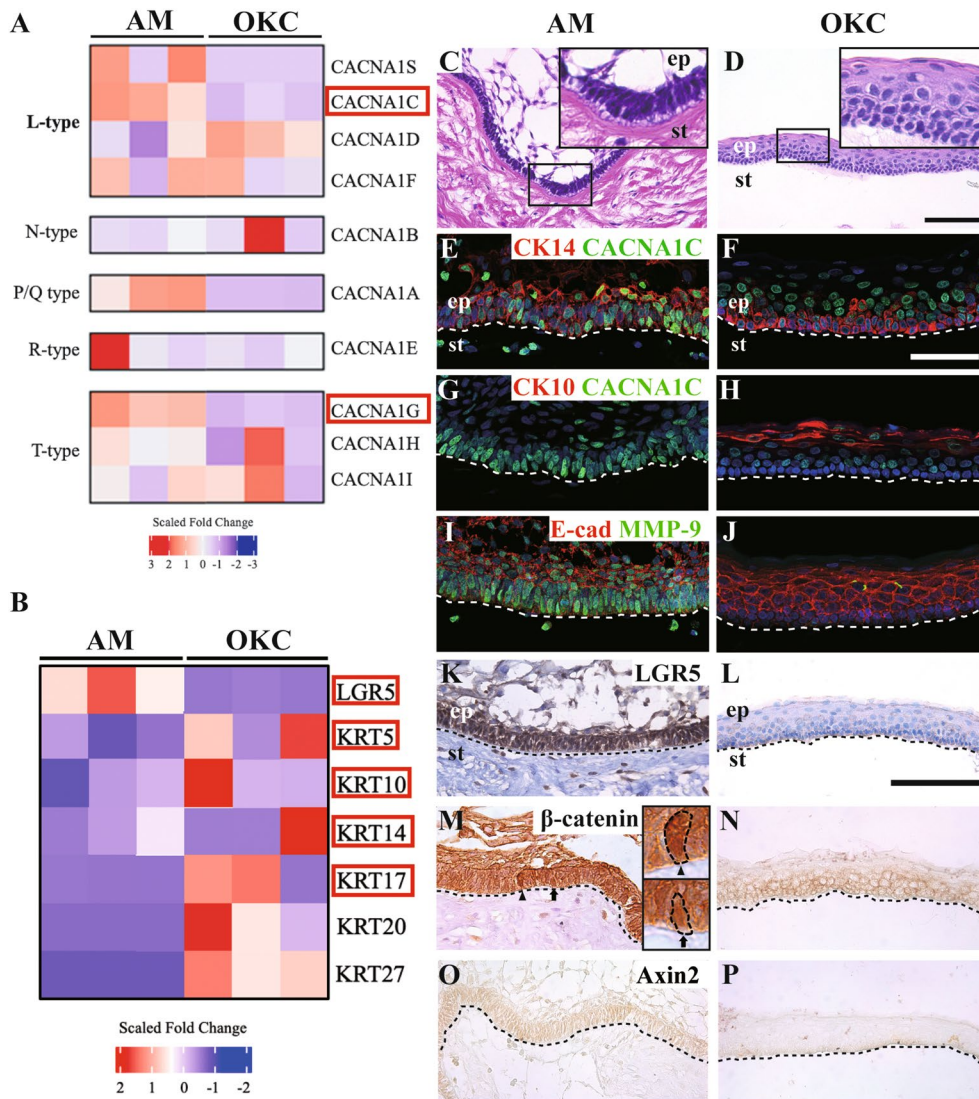 A
AM OKC
L-type
CACNA1S
CACNA1C
CACNA1D
CACNA1F
N-type
CACNA1B
P/Q type
CACNA1A
R-type
CACNA1E
T-type
CACNA1G
CACNA1H
CACNA1I
Scaled Fold Change
3 2 1 0 -1 -2 -3
B
AM OKC
LGR5
KRT5
KRT10
KRT14
KRT17
KRT20
KRT27
Scaled Fold Change
2 1 0 -1 -2
AM OKC
C ep st
D ep st
E CK14 CACNA1C ep st
F
G CK10 CACNA1C
H
I E-cad MMP-9
J
K LGR5 ep st
L ep st
M β-catenin
N
O Axin2
P